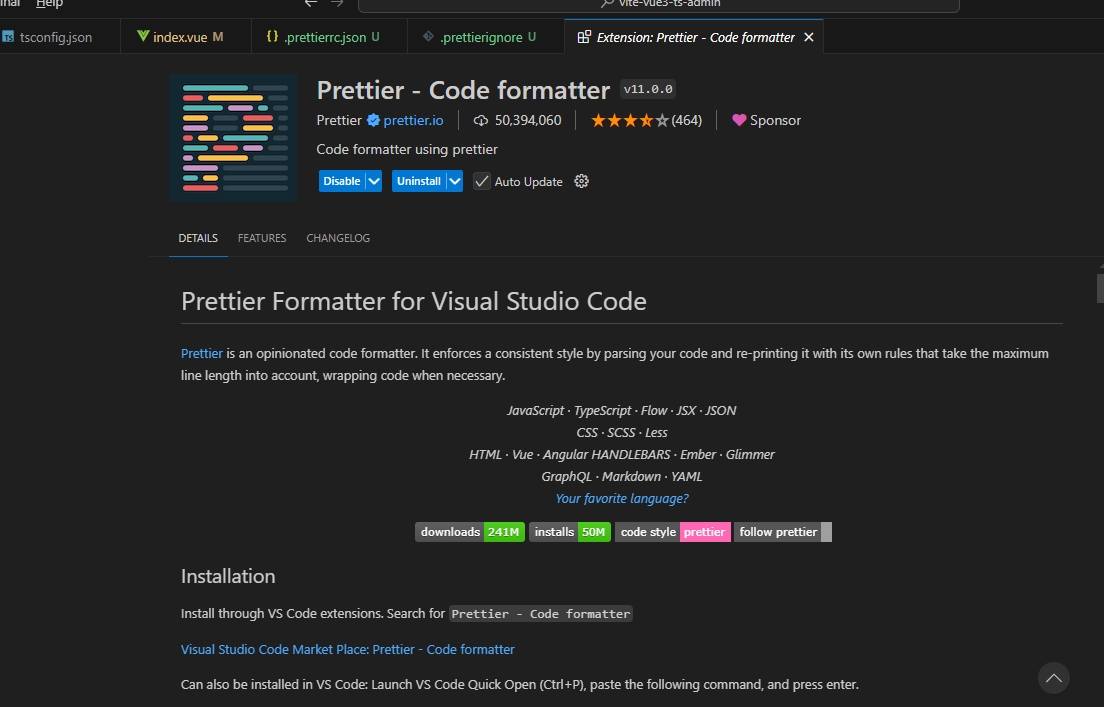 Help
vite-vue3-ts-admin
tsconfig.json
index.vue M
{} .prettierrc.json U
.prettierignore U
Extension: Prettier - Code formatter
Prettier - Code formatter v11.0.0
Prettier prettier.io 50,394,060 (464) Sponsor
Code formatter using prettier
Disable Uninstall Auto Update
DETAILS FEATURES CHANGELOG
Prettier Formatter for Visual Studio Code
Prettier is an opinionated code formatter. It enforces a consistent style by parsing your code and re-printing it with its own rules that take the maximum
line length into account, wrapping code when necessary.
JavaScript · TypeScript · Flow · JSX · JSON
CSS · SCSS · Less
HTML · Vue · Angular HANDLEBARS · Ember · Glimmer
GraphQL · Markdown · YAML
Your favorite language?
downloads 241M installs 50M code style prettier follow prettier
Installation
Install through VS Code extensions. Search for Prettier - Code formatter
Visual Studio Code Market Place: Prettier - Code formatter
Can also be installed in VS Code: Launch VS Code Quick Open (Ctrl+P), paste the following command, and press enter.